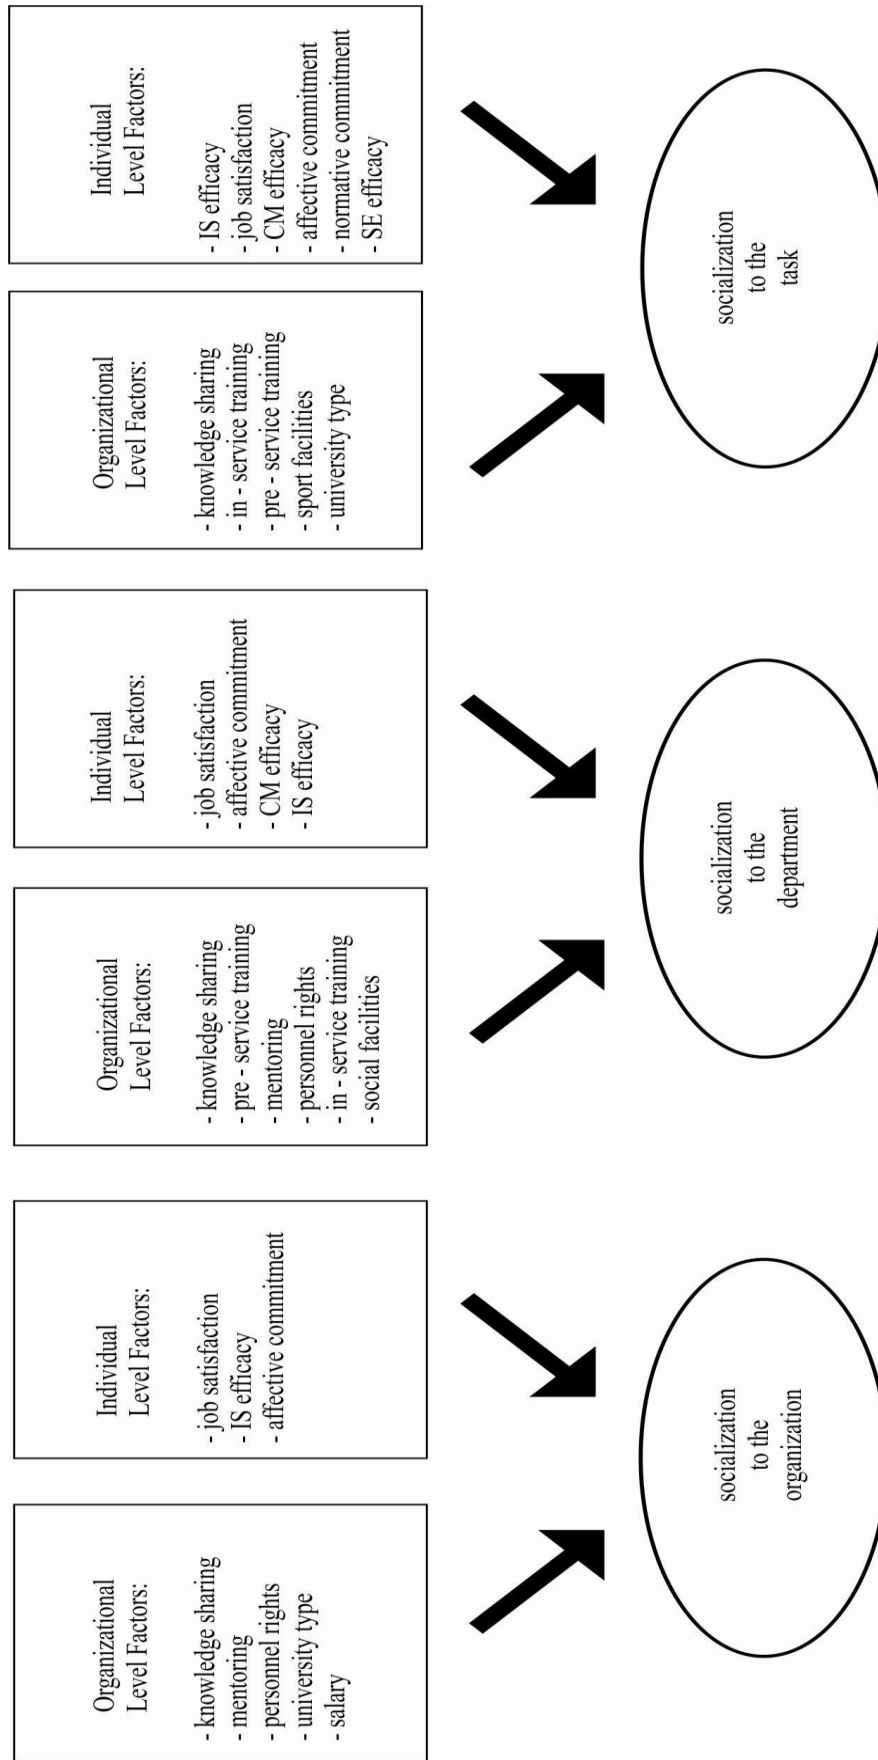 Organizational
Level Factors:
- knowledge sharing
- mentoring
- personnel rights
- university type
- salary
Individual
Level Factors:
- job satisfaction
- IS efficacy
- affective commitment
Organizational
Level Factors:
- knowledge sharing
- pre - service training
- mentoring
- personnel rights
- in - service training
- social facilities
Individual
Level Factors:
- job satisfaction
- affective commitment
- CM efficacy
- IS efficacy
Organizational
Level Factors:
- knowledge sharing
- in - service training
- pre - service training
- sport facilities
- university type
Individual
Level Factors:
- IS efficacy
- job satisfaction
- CM efficacy
- affective commitment
- normative commitment
- SE efficacy
socialization
to the
organization
socialization
to the
department
socialization
to the
task